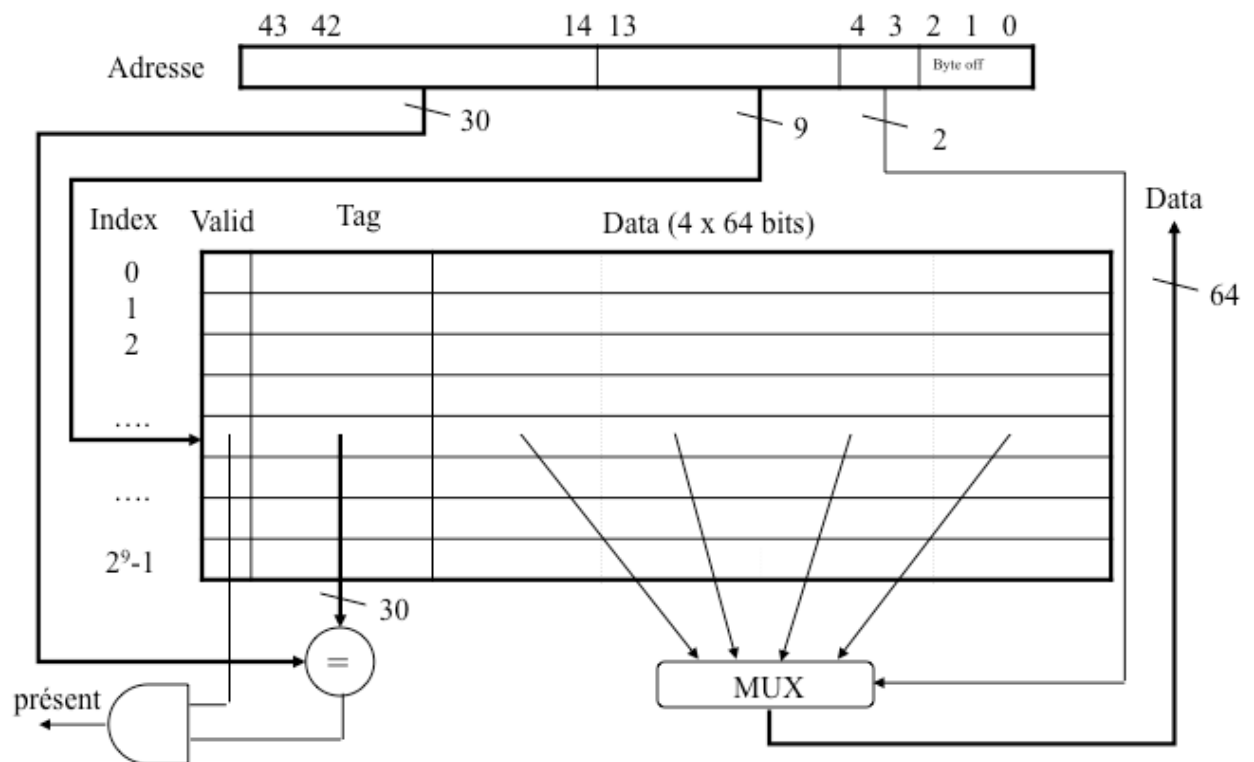 43 42 14 13 4 3 2 1 0
Adresse Byte off
30 9 2
Index Valid Tag Data (4 x 64 bits) Data
0
64
1
2
....
....
2⁹-1
30
=
présent MUX